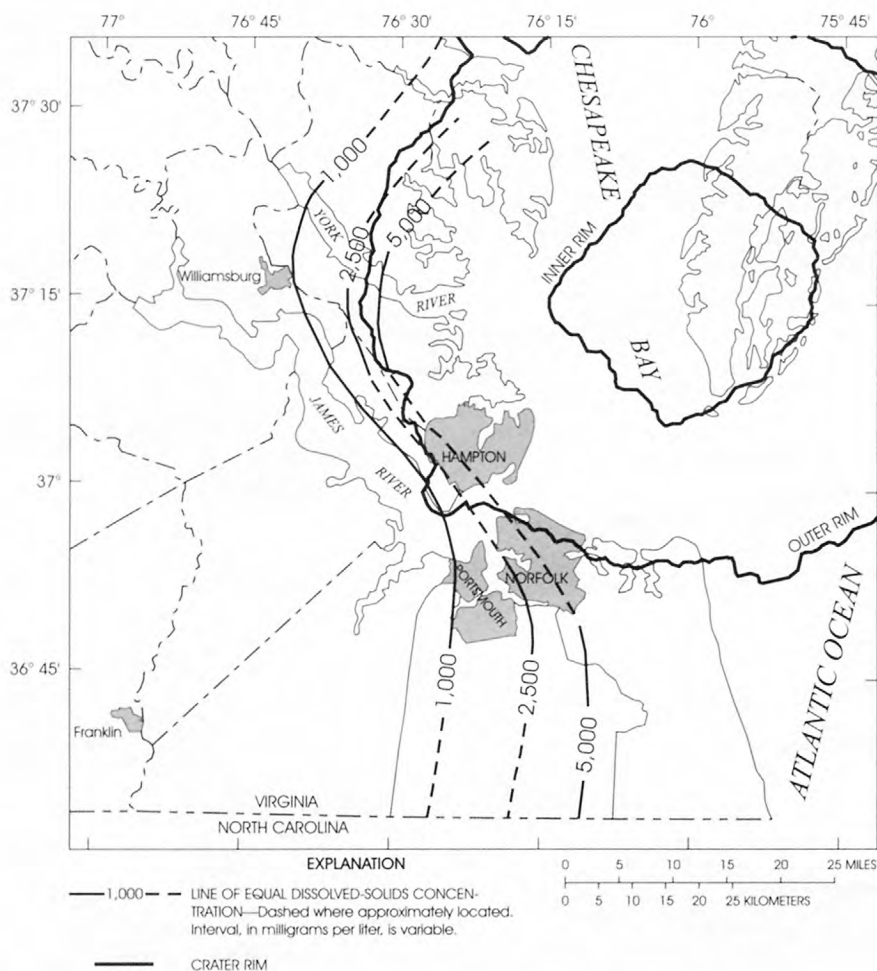 77° 76° 45' 76° 30' 76° 15' 76° 75° 45'
37° 30'
37° 15'
37°
36° 45'
CHESAPEAKE
BAY
1,000
2,500
5,000
YORK
RIVER
INNER RIM
Williamsburg
JAMES
RIVER
HAMPTON
OUTER RIM
NORFOLK
PORTSMOUTH
ATLANTIC OCEAN
1,000
2,500
5,000
Franklin
VIRGINIA
NORTH CAROLINA
EXPLANATION
0 5 10 15 20 25 MILES
0 5 10 15 20 25 KILOMETERS
1,000 LINE OF EQUAL DISSOLVED-SOLIDS CONCEN-
TRATION—Dashed where approximately located.
Interval, in milligrams per liter, is variable.
CRATER RIM